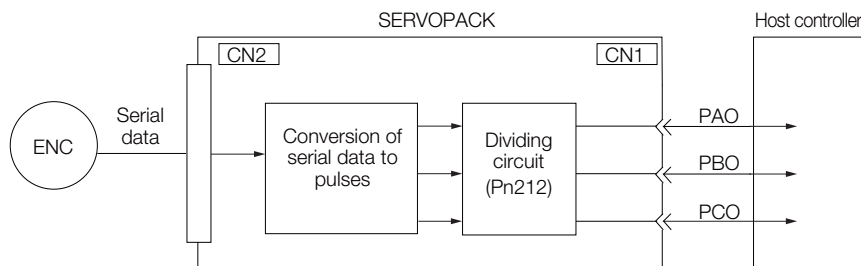 SERVOPACK
Host controller
CN2
CN1
Serial
data
ENC
Conversion of
serial data to
pulses
Dividing
circuit
(Pn212)
PAO
PBO
PCO